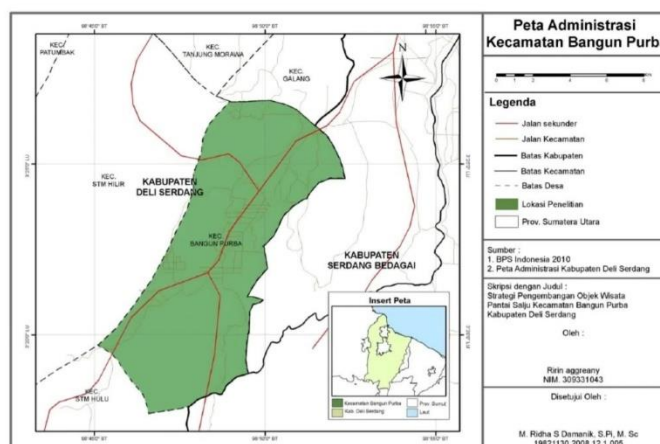 Peta Administrasi
Kecamatan Bangun Purb
Legenda
Jalan sekunder
Jalan Kecamatan
Batas Kabupaten
Batas Kecamatan
Batas Desa
Lokasi Penelitian
Prov. Sumatera Utara
Sumber :
1. BPS Indonesia 2010
2. Peta Administrasi Kabupaten Deli Serdang
Skripsi dengan Judul :
Strategi Pengembangan Objek Wisata
Pantai Salju Kecamatan Bangun Purba
Kabupaten Deli Serdang
Oleh :
Ririn aggreany
NIM. 309331043
Disetujui Oleh :
M. Ridha S Damanik, S.Pi, M. Sc
KEC.
PATUMBAK
KEC.
TANJUNG MORAWA
KEC.
GALANG
N
KEC.
STM HILIR
KABUPATEN
DELI SERDANG
KEC.
BANGUN PURBA
KABUPATEN
SERDANG BEDAGAI
KEC.
STM HULU
Insert Peta
Kecamatan Bangun Purba
Prov. Sumut
Kab. Deli Serdang
Laut